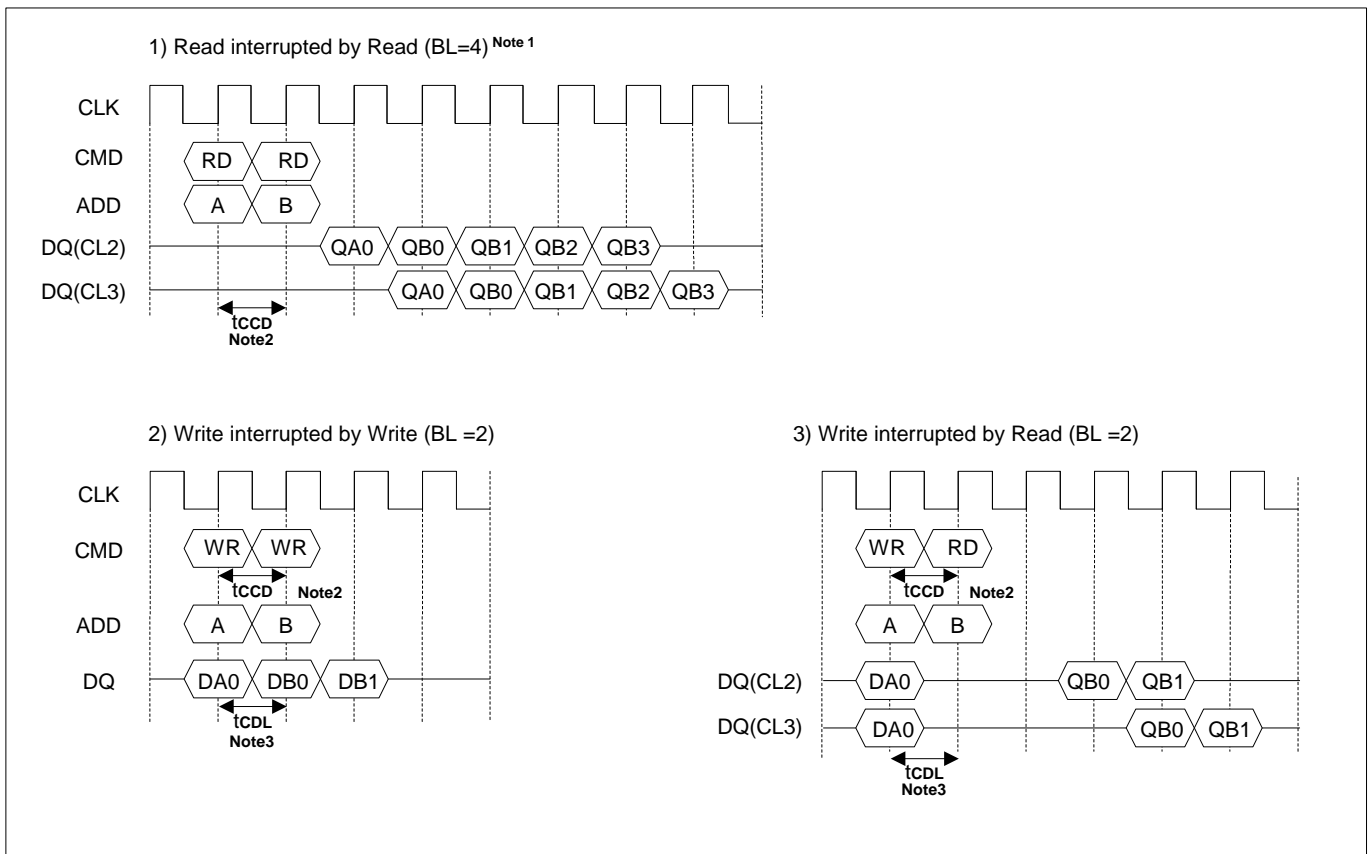 1) Read interrupted by Read (BL=4) Note 1
CLK
CMD RD RD
ADD A B
DQ(CL2) QA0 QB0 QB1 QB2 QB3
DQ(CL3) QA0 QB0 QB1 QB2 QB3
tCCD
Note2
2) Write interrupted by Write (BL =2)
CLK
CMD WR WR
tCCD Note2
ADD A B
DQ DA0 DB0 DB1
tCDL
Note3
3) Write interrupted by Read (BL =2)
WR RD
tCCD Note2
A B
DQ(CL2) DA0 QB0 QB1
DQ(CL3) DA0 QB0 QB1
tCDL
Note3